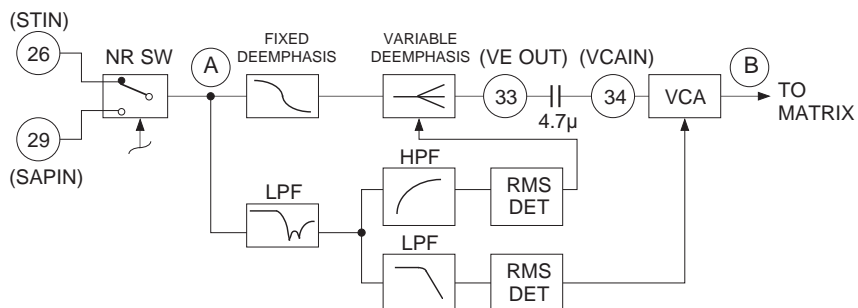 (STIN)
26
NR SW
A
FIXED
DEEMPHASIS
VARIABLE
DEEMPHASIS
(VE OUT)
33
4.7μ
(VCAIN)
34
VCA
B
TO
MATRIX
29
(SAPIN)
LPF
HPF
RMS
DET
LPF
RMS
DET